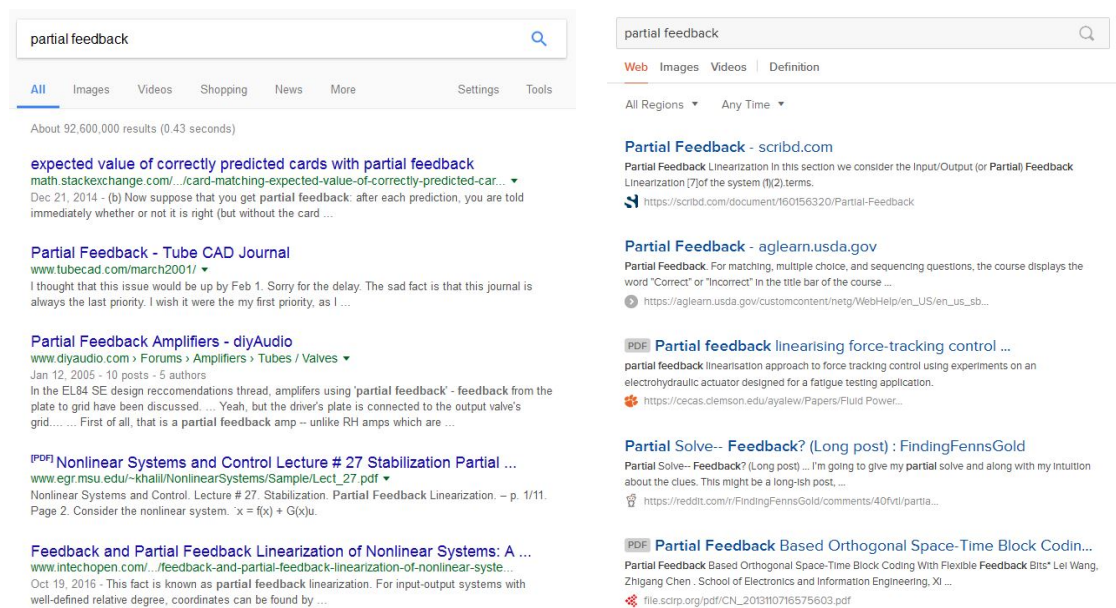 partial feedback
All Images Videos Shopping News More Settings Tools
About 92,600,000 results (0.43 seconds)
expected value of correctly predicted cards with partial feedback
math.stackexchange.com/.../card-matching-expected-value-of-correctly-predicted-car...
Dec 21, 2014 - (b) Now suppose that you get partial feedback: after each prediction, you are told
immediately whether or not it is right (but without the card ...
Partial Feedback - Tube CAD Journal
www.tubecad.com/march2001/
I thought that this issue would be up by Feb 1. Sorry for the delay. The sad fact is that this journal is
always the last priority. I wish it were the my first priority, as I ...
Partial Feedback Amplifiers - diyAudio
www.diyaudio.com › Forums › Amplifiers › Tubes / Valves
Jan 12, 2005 - 10 posts - 5 authors
In the EL84 SE design reccomendations thread, amplifers using 'partial feedback' - feedback from the
plate to grid have been discussed. ... Yeah, but the driver's plate is connected to the output valve's
grid.... ... First of all, that is a partial feedback amp -- unlike RH amps which are ...
[PDF] Nonlinear Systems and Control Lecture # 27 Stabilization Partial ...
www.egr.msu.edu/~khalil/NonlinearSystems/Sample/Lect_27.pdf
Nonlinear Systems and Control. Lecture # 27. Stabilization. Partial Feedback Linearization. – p. 1/11.
Page 2. Consider the nonlinear system. ˙x = f(x) + G(x)u.
Feedback and Partial Feedback Linearization of Nonlinear Systems: A ...
www.intechopen.com/.../feedback-and-partial-feedback-linearization-of-nonlinear-syste...
Oct 19, 2016 - This fact is known as partial feedback linearization. For input-output systems with
well-defined relative degree, coordinates can be found by ...
partial feedback
Web Images Videos Definition
All Regions Any Time
Partial Feedback - scribd.com
Partial Feedback Linearization In this section we consider the Input/Output (or Partial) Feedback
Linearization [7]of the system (1)(2).terms.
https://scribd.com/document/160156320/Partial-Feedback
Partial Feedback - aglearn.usda.gov
Partial Feedback. For matching, multiple choice, and sequencing questions, the course displays the
word "Correct" or "Incorrect" in the title bar of the course ...
https://aglearn.usda.gov/customcontent/netg/WebHelp/en_US/en_us_sb...
PDF Partial feedback linearising force-tracking control ...
partial feedback linearisation approach to force tracking control using experiments on an
electrohydraulic actuator designed for a fatigue testing application.
https://cecas.clemson.edu/ayalew/Papers/Fluid Power...
Partial Solve-- Feedback? (Long post) : FindingFennsGold
Partial Solve-- Feedback? (Long post) ... I'm going to give my partial solve and along with my intuition
about the clues. This might be a long-ish post, ...
https://reddit.com/r/FindingFennsGold/comments/40fvtl/partia...
PDF Partial Feedback Based Orthogonal Space-Time Block Codin...
Partial Feedback Based Orthogonal Space-Time Block Coding With Flexible Feedback Bits* Lei Wang,
Zhigang Chen . School of Electronics and Information Engineering, Xi ...
file.scirp.org/pdf/CN_2013110716575603.pdf